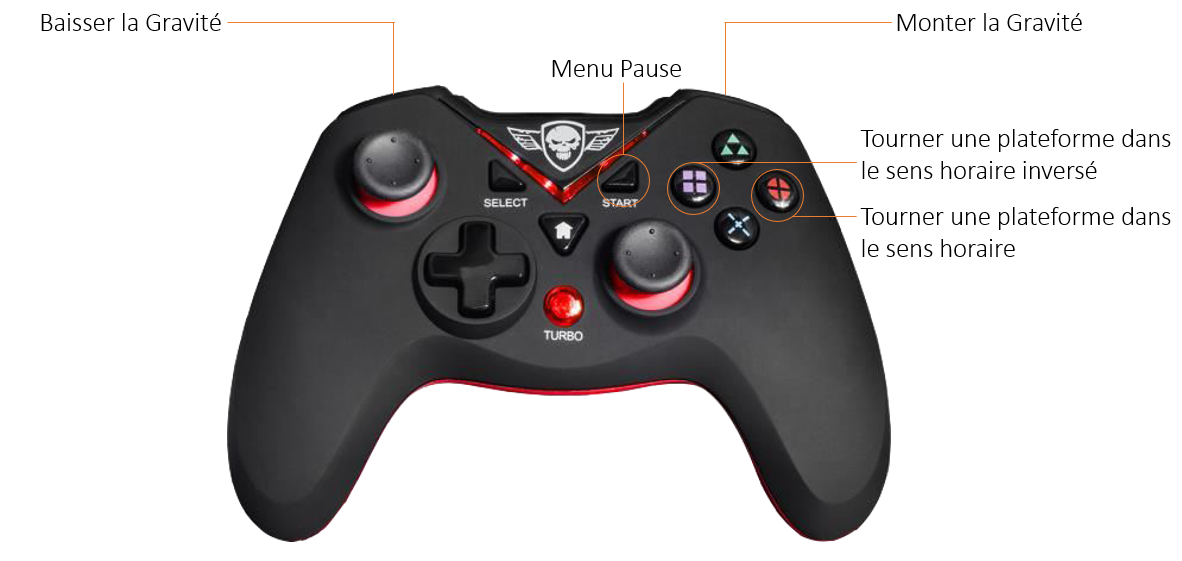 Baisser la Gravité
Monter la Gravité
Menu Pause
Tourner une plateforme dans
le sens horaire inversé
SELECT
START
Tourner une plateforme dans
le sens horaire
TURBO